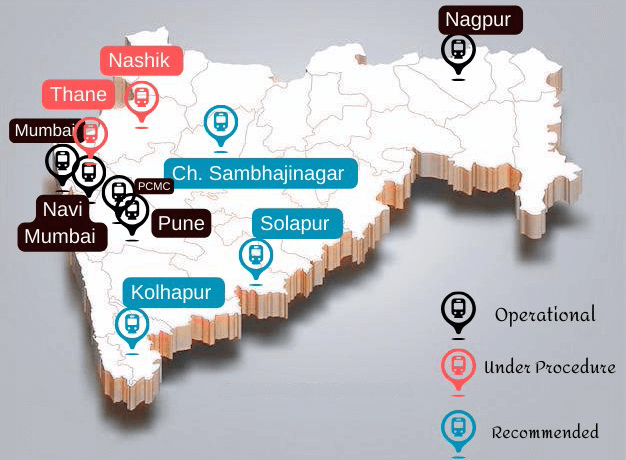 Nagpur
Nashik
Thane
Mumbai
Ch. Sambhajinagar
PCMC
Navi
Mumbai
Pune
Solapur
Kolhapur
Operational
Under Procedure
Recommended